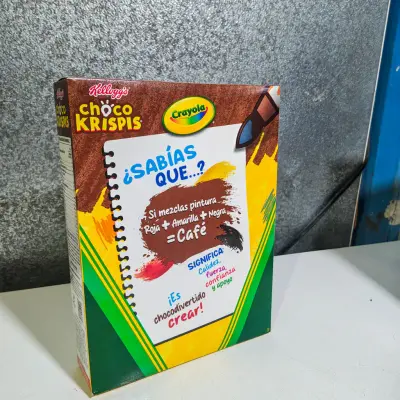 Kellogg's
CHOCO
KRISPIS
Crayola
¿SABÍAS
QUE...?
Si mezclas pintura
Roja + Amarilla + Negra
= Café
SIGNIFICA
Calidez,
fuerza,
confianza
y apoyo
¡Es
chocodivertido
crear!